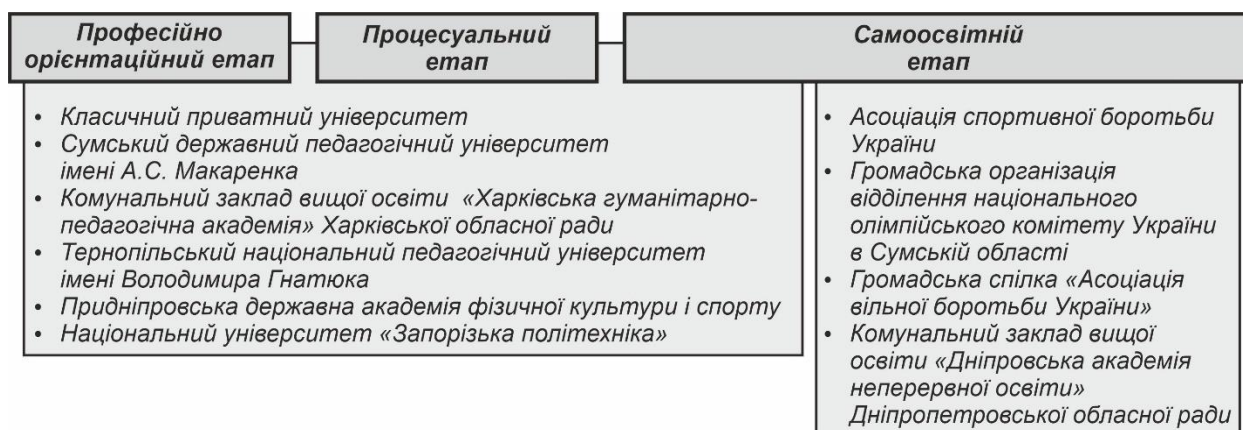 Професійно
орієнтаційний етап
Процесуальний
етап
Самоосвітній
етап
• Класичний приватний університет
• Сумський державний педагогічний університет
імені А.С. Макаренка
• Комунальний заклад вищої освіти «Харківська гуманітарно-
педагогічна академія» Харківської обласної ради
• Тернопільський національний педагогічний університет
імені Володимира Гнатюка
• Придніпровська державна академія фізичної культури і спорту
• Національний університет «Запорізька політехніка»
• Асоціація спортивної боротьби
України
• Громадська організація
відділення національного
олімпійського комітету України
в Сумській області
• Громадська спілка «Асоціація
вільної боротьби України»
• Комунальний заклад вищої
освіти «Дніпровська академія
неперервної освіти»
Дніпропетровської обласної ради